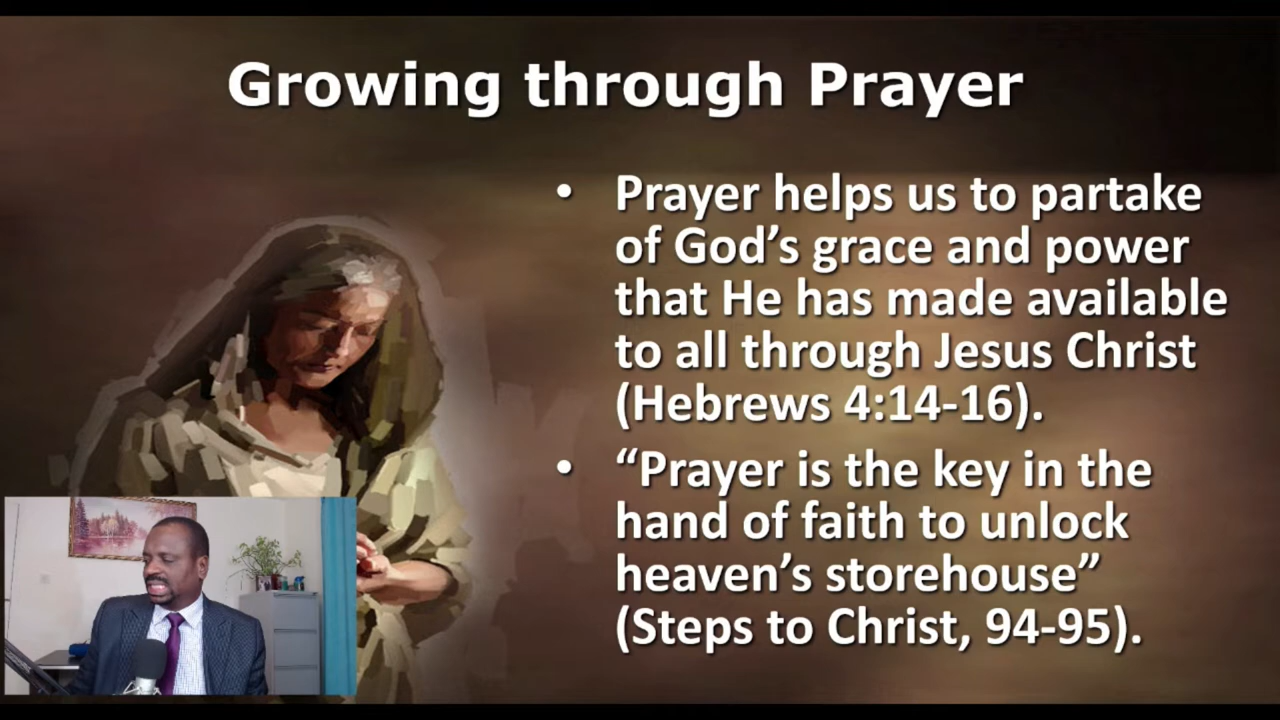 Growing through Prayer
• Prayer helps us to partake
of God’s grace and power
that He has made available
to all through Jesus Christ
(Hebrews 4:14-16).
• “Prayer is the key in the
hand of faith to unlock
heaven’s storehouse”
(Steps to Christ, 94-95).